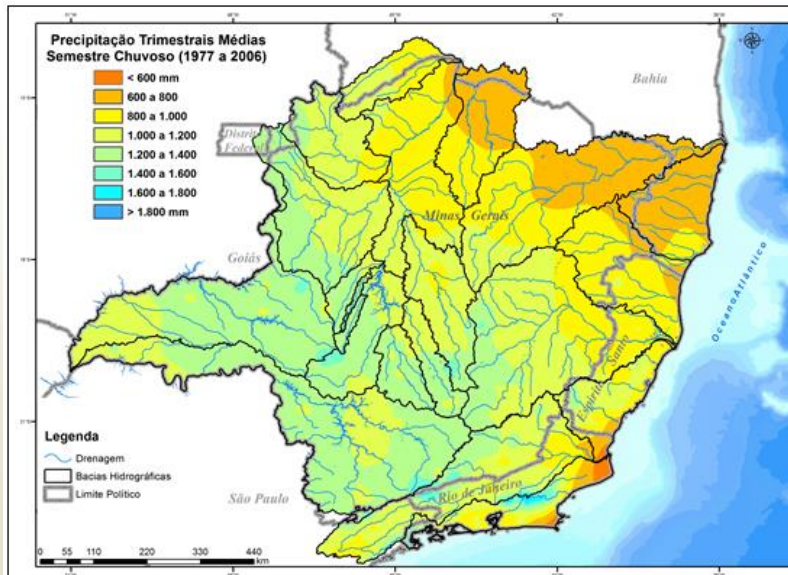 Precipitação Trimestrais Médias
Semestre Chuvoso (1977 a 2006)
< 600 mm
600 a 800
800 a 1.000
1.000 a 1.200
1.200 a 1.400
1.400 a 1.600
1.600 a 1.800
> 1.800 mm
Bahia
Distrito
Federal
Minas Gerais
Goiás
Oceano Atlântico
Espírito Santo
Rio de Janeiro
São Paulo
Legenda
Drenagem
Bacias Hidrográficas
Limite Político
0 55 110 220 330 440
km